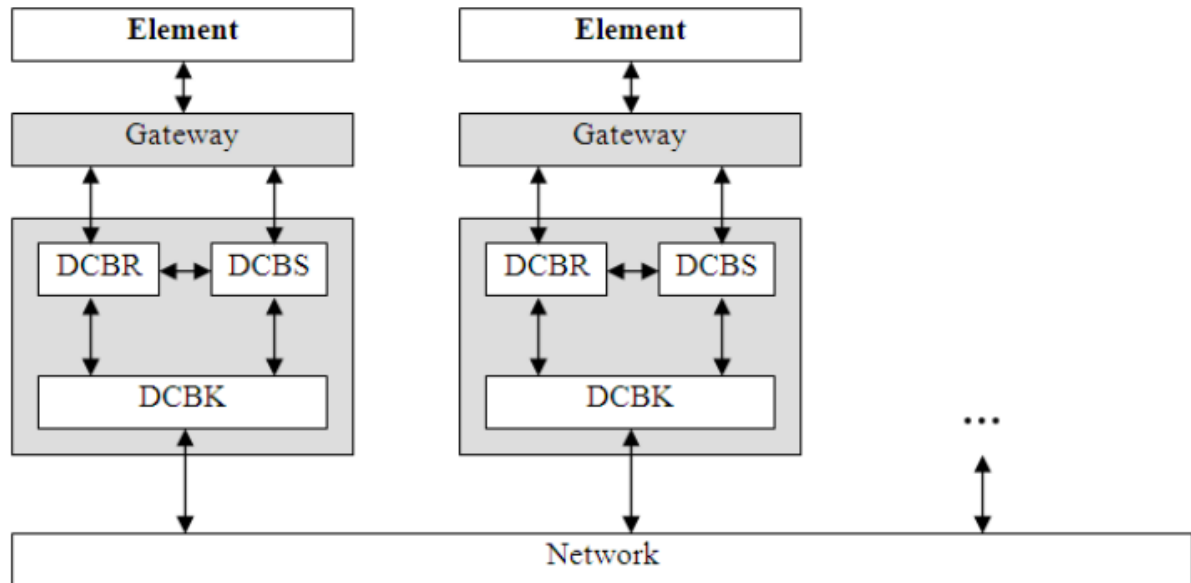 Element
Element
Gateway
Gateway
DCBR
DCBS
DCBR
DCBS
DCBK
DCBK
...
Network